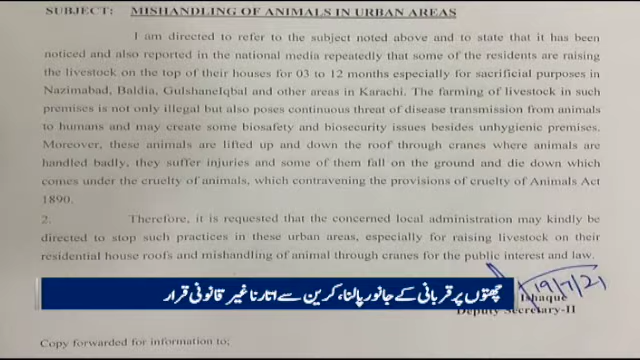 SUBJECT: MISHANDLING OF ANIMALS IN URBAN AREAS
I am directed to refer to the subject noted above and to state that it has been
noticed and also reported in the national media repeatedly that some of the residents are raising
the livestock on the top of their houses for 03 to 12 months especially for sacrificial purposes in
Nazimabad, Baldia, GulshaneIqbal and other areas in Karachi. The farming of livestock in such
premises is not only illegal but also poses continuous threat of disease transmission from animals
to humans and may create some biosafety and biosecurity issues besides unhygienic premises.
Moreover, these animals are lifted up and down the roof through cranes where animals are
handled badly, they suffer injuries and some of them fall on the ground and die down which
comes under the cruelty of animals, which contravening the provisions of cruelty of Animals Act
1890.
2. Therefore, it is requested that the concerned local administration may kindly be
directed to stop such practices in these urban areas, especially for raising livestock on their
residential house roofs and mishandling of animal through cranes for the public interest and law.
چھتوں پر قربانی کے جانور پالنا، کرین سے اتارنا غیر قانونی قرار
19/7/21
Ishaque
Deputy Secretary-II
Copy forwarded for information to;